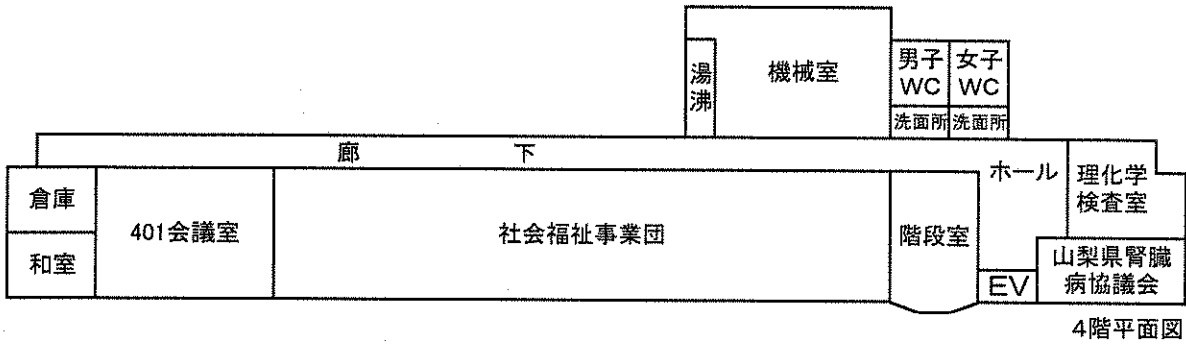 湯沸
機械室
男子
WC
女子
WC
洗面所
洗面所
廊下
ホール
理化学
検査室
倉庫
和室
401会議室
社会福祉事業団
階段室
EV
山梨県腎臓
病協議会
4階平面図